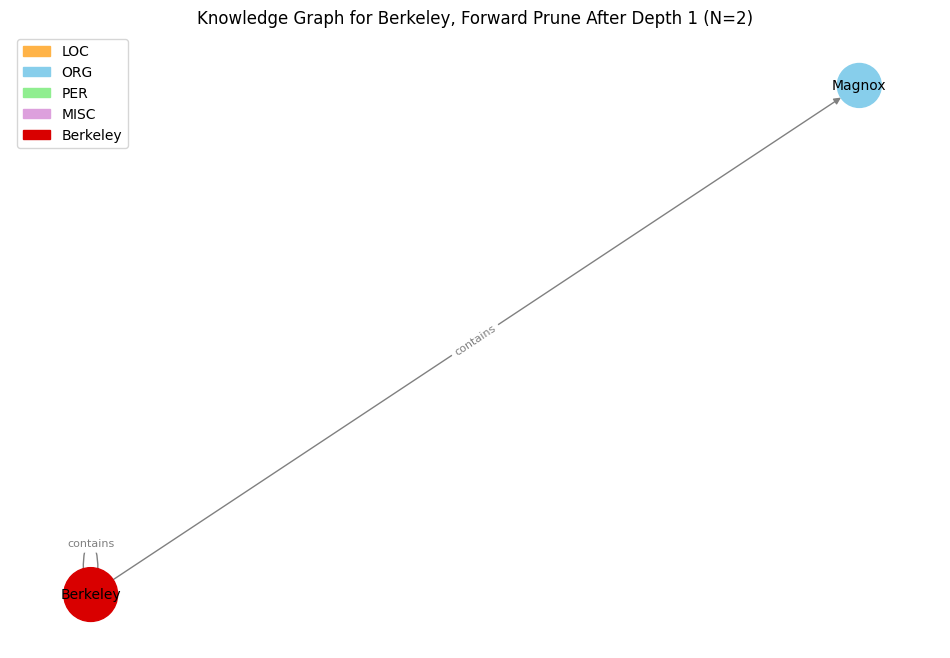 Knowledge Graph for Berkeley, Forward Prune After Depth 1 (N=2)
LOC
ORG
PER
MISC
Berkeley
Magnox
contains
contains
Berkeley